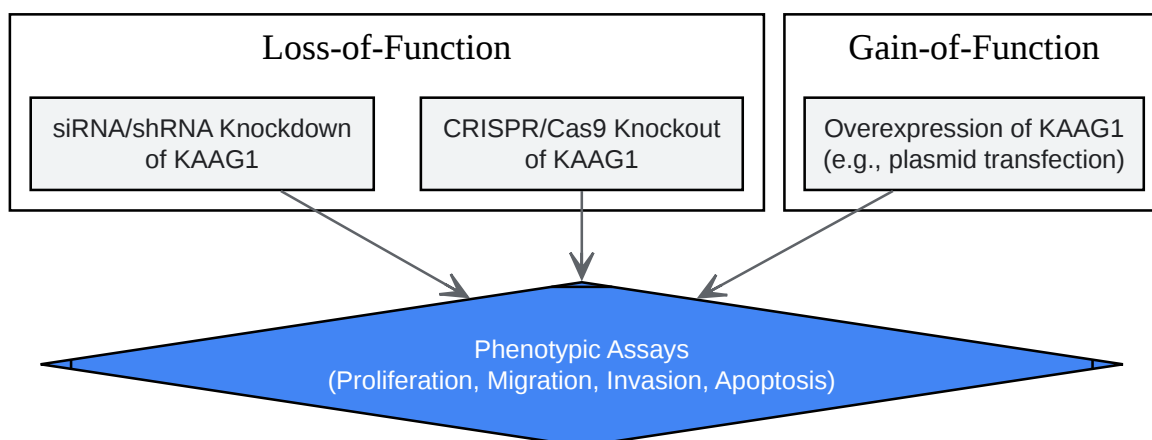 Loss-of-Function
Gain-of-Function
siRNA/shRNA Knockdown
of KAAG1
CRISPR/Cas9 Knockout
of KAAG1
Overexpression of KAAG1
(e.g., plasmid transfection)
Phenotypic Assays
(Proliferation, Migration, Invasion, Apoptosis)